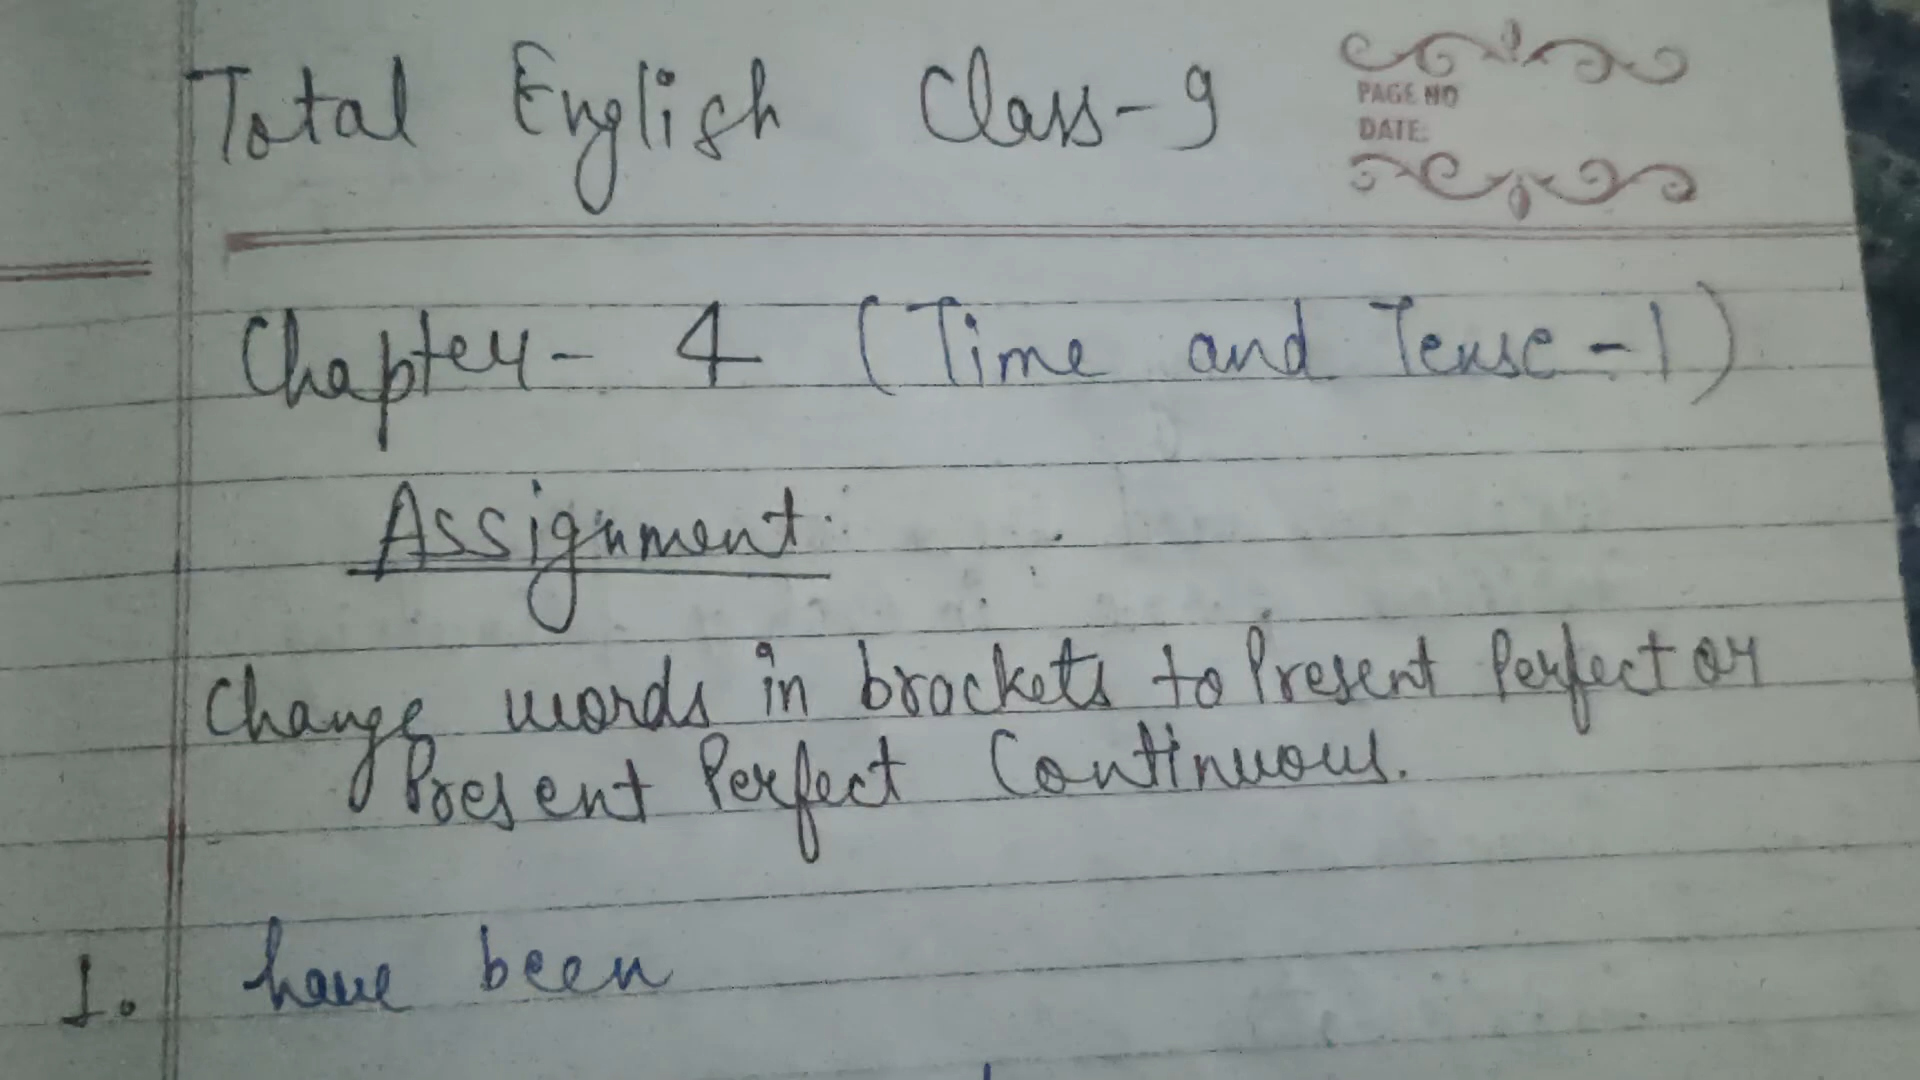 Total English Class-9
PAGE NO
DATE:
Chapter- 4 (Time and Tense-1)
Assignment:
Change words in brackets to Present Perfect or
Present Perfect Continuous.
1. have been